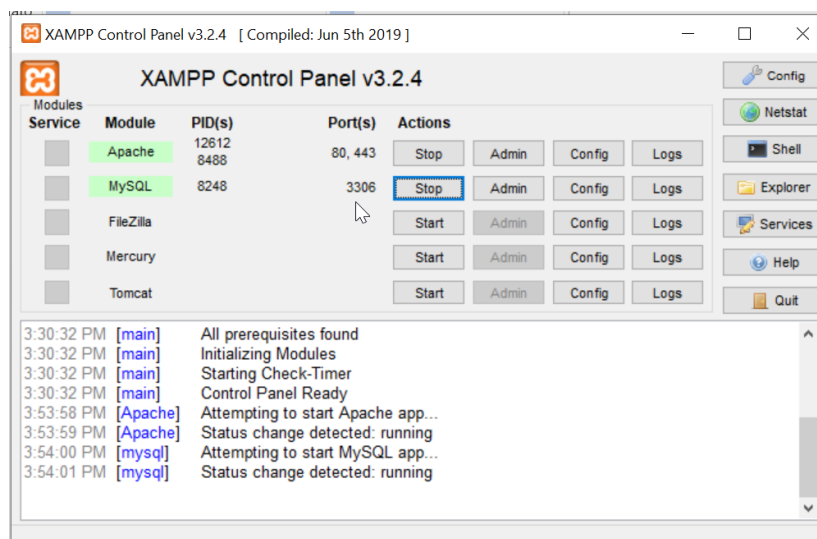 XAMPP Control Panel v3.2.4 [ Compiled: Jun 5th 2019 ]
XAMPP Control Panel v3.2.4
Config
Modules
Service Module PID(s) Port(s) Actions
Netstat
Apache 12612 8488 80, 443 Stop Admin Config Logs
Shell
MySQL 8248 3306 Stop Admin Config Logs
Explorer
FileZilla Start Admin Config Logs
Services
Mercury Start Admin Config Logs
Help
Tomcat Start Admin Config Logs
Quit
3:30:32 PM [main] All prerequisites found
3:30:32 PM [main] Initializing Modules
3:30:32 PM [main] Starting Check-Timer
3:30:32 PM [main] Control Panel Ready
3:53:58 PM [Apache] Attempting to start Apache app...
3:53:59 PM [Apache] Status change detected: running
3:54:00 PM [mysql] Attempting to start MySQL app...
3:54:01 PM [mysql] Status change detected: running